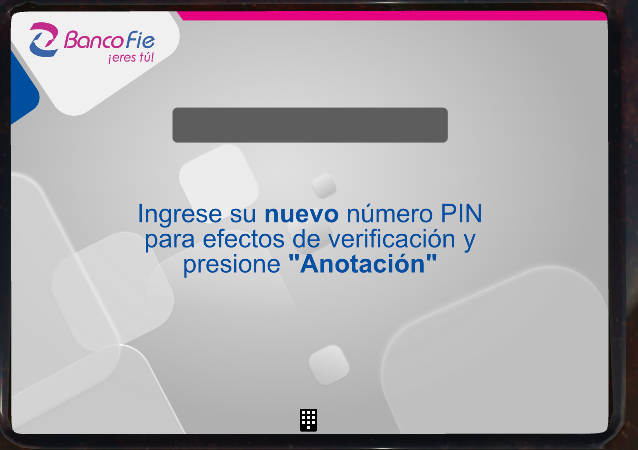 Banco Fie
¡eres tú!
Ingrese su nuevo número PIN
para efectos de verificación y
presione "Anotación"